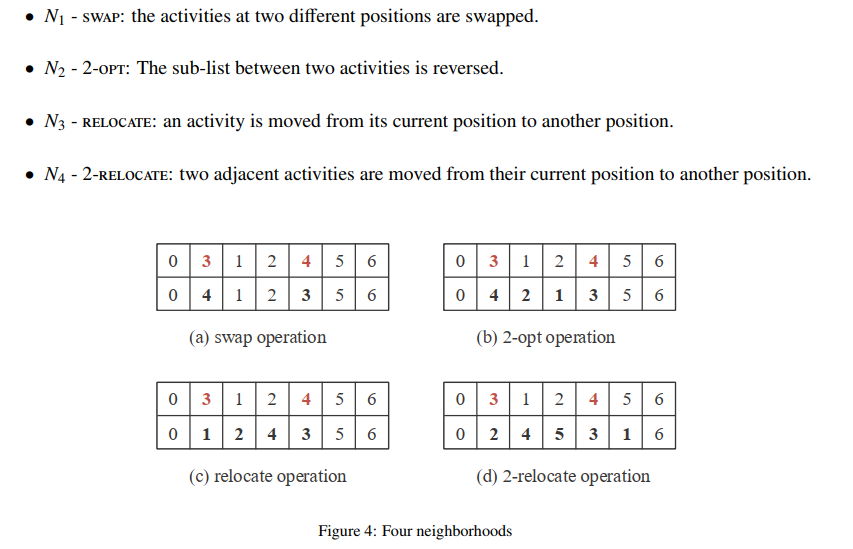 • N1 - SWAP: the activities at two different positions are swapped.
• N2 - 2-OPT: The sub-list between two activities is reversed.
• N3 - RELOCATE: an activity is moved from its current position to another position.
• N4 - 2-RELOCATE: two adjacent activities are moved from their current position to another position.
0 3 1 2 4 5 6
0 4 1 2 3 5 6
(a) swap operation
0 3 1 2 4 5 6
0 4 2 1 3 5 6
(b) 2-opt operation
0 3 1 2 4 5 6
0 1 2 4 3 5 6
(c) relocate operation
0 3 1 2 4 5 6
0 2 4 5 3 1 6
(d) 2-relocate operation
Figure 4: Four neighborhoods